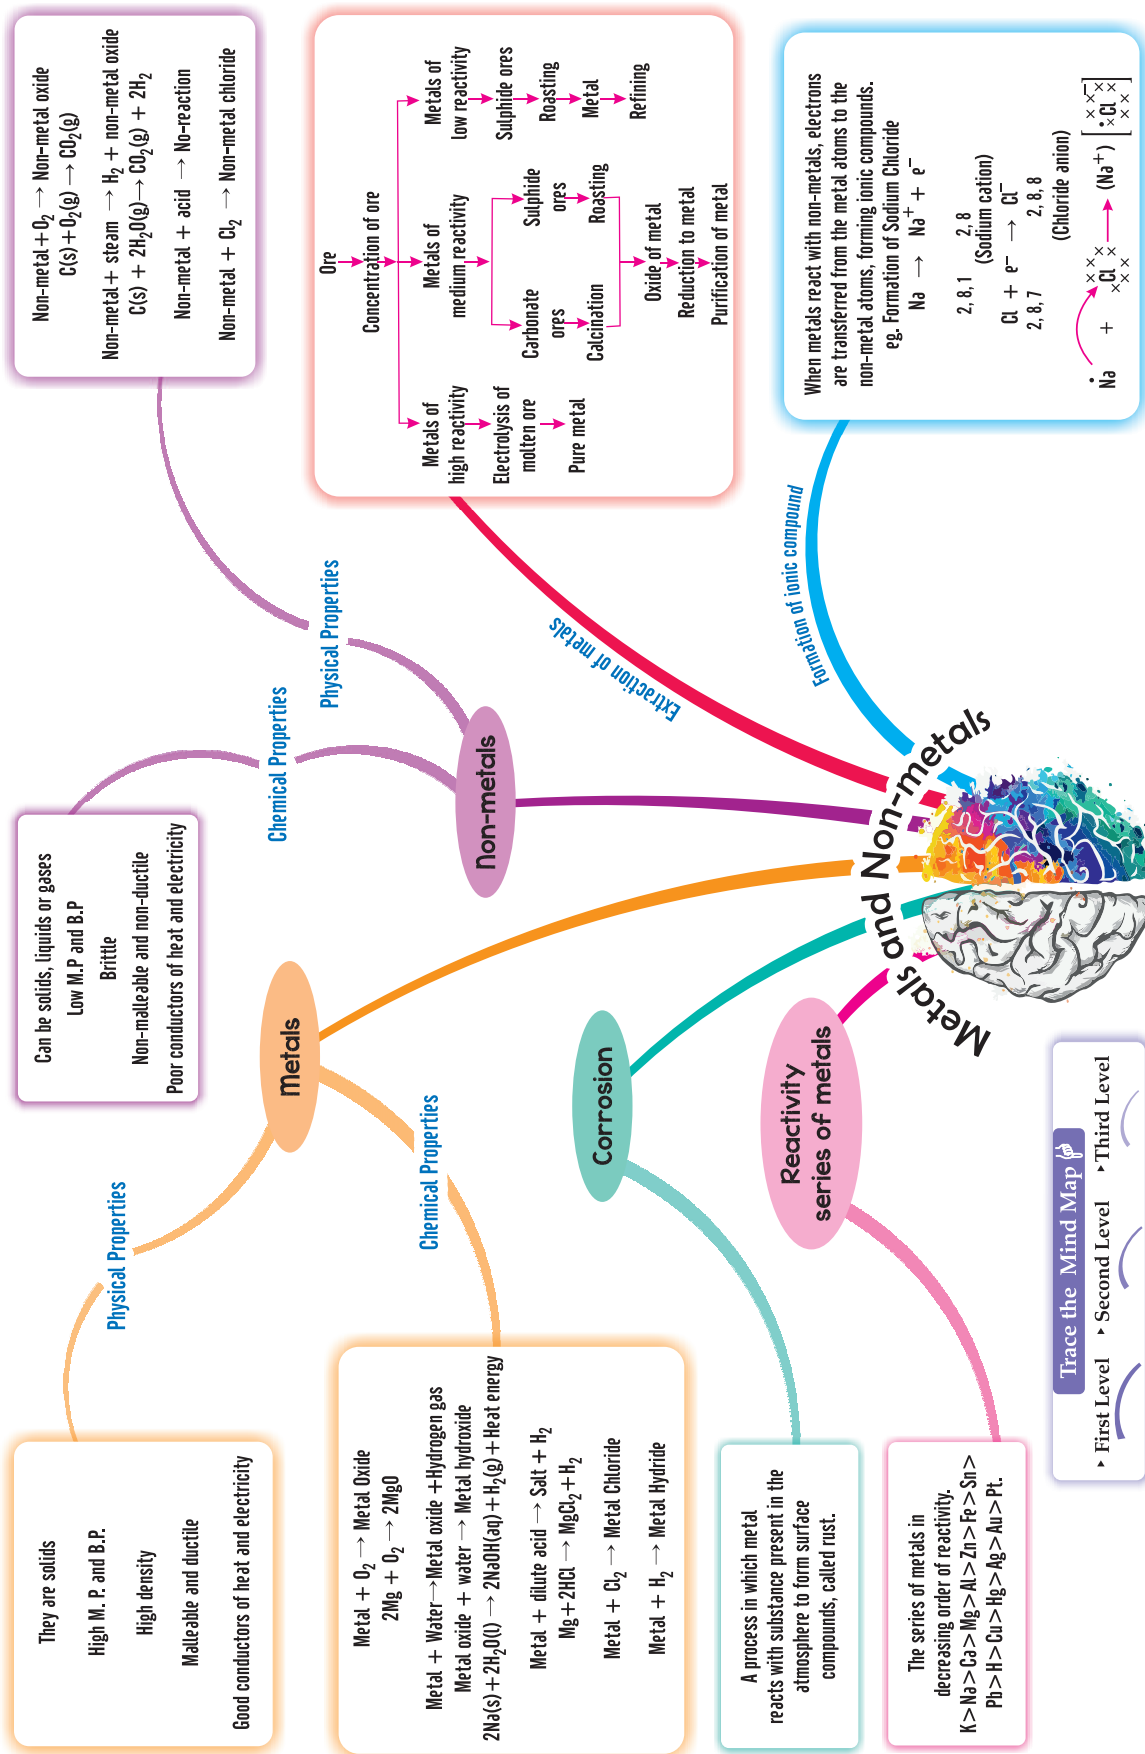 Metals and Non-metals
Metals
Physical Properties
They are solids
High M. P. and B.P.
High density
Malleable and ductile
Good conductors of heat and electricity
Chemical Properties
Metal + O₂ → Metal Oxide
2Mg + O₂ → 2MgO
Metal + Water→Metal oxide +Hydrogen gas
Metal oxide + water → Metal hydroxide
2Na(s)+2H₂O(l) → 2NaOH(aq)+H₂(g)+Heat energy
Metal + dilute acid → Salt + H₂
Mg+2HCl → MgCl₂+H₂
Metal + Cl₂ → Metal Chloride
Metal + H₂ → Metal Hydride
Corrosion
A process in which metal
reacts with substance present in the
atmosphere to form surface
compounds, called rust.
Reactivity
series of metals
The series of metals in
decreasing order of reactivity.
K>Na>Ca>Mg>Al>Zn>Fe>Sn>
Pb>H>Cu>Hg>Ag>Au>Pt.
Trace the Mind Map
First Level
Second Level
Third Level
Non-metals
Chemical Properties
Can be solids, liquids or gases
Low M.P and B.P
Brittle
Non-malleable and non-ductile
Poor conductors of heat and electricity
Physical Properties
Non-metal+O₂ → Non-metal oxide
C(s)+O₂(g) → CO₂(g)
Non-metal+ steam → H₂ + non-metal oxide
C(s) + 2H₂O(g)→CO₂(g) + 2H₂
Non-metal + acid → No-reaction
Non-metal + Cl₂ → Non-metal chloride
Extraction of metals
Ore
Concentration of ore
Metals of
high reactivity
Electrolysis of
molten ore
Pure metal
Metals of
medium reactivity
Carbonate
ores
Calcination
Sulphide
ores
Roasting
Oxide of metal
Reduction to metal
Purification of metal
Metals of
low reactivity
Sulphide ores
Roasting
Metal
Refining
Formation of ionic compound
When metals react with non-metals, electrons
are transferred from the metal atoms to the
non-metal atoms, forming ionic compounds.
eg. Formation of Sodium Chloride
Na → Na⁺ + e⁻
2, 8, 1 2, 8
(Sodium cation)
Cl + e⁻ → Cl⁻
2, 8, 7 2, 8, 8
(Chloride anion)
Na + Cl → (Na⁺) [Cl]⁻